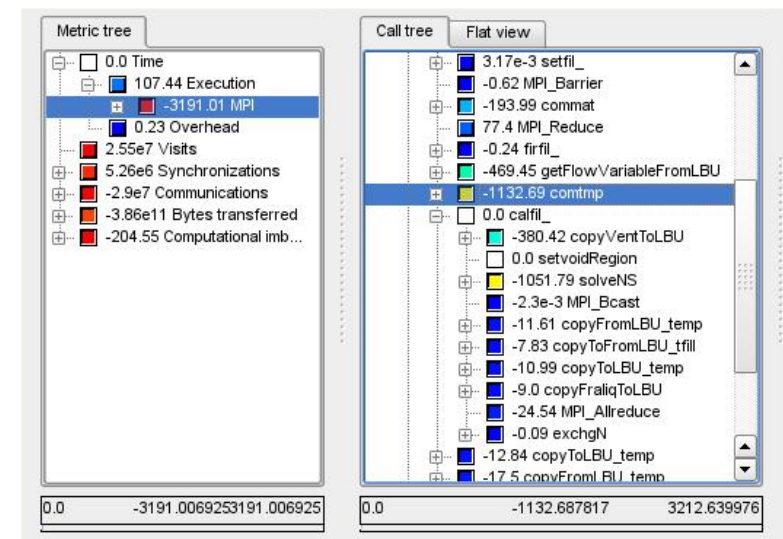 Metric tree
0.0 Time
107.44 Execution
-3191.01 MPI
0.23 Overhead
2.55e7 Visits
5.26e6 Synchronizations
-2.9e7 Communications
-3.86e11 Bytes transferred
-204.55 Computational imb...
0.0 -3191.0069253191.006925
Call tree Flat view
3.17e-3 setfil_
-0.62 MPI_Barrier
-193.99 commat
77.4 MPI_Reduce
-0.24 firfil_
-469.45 getFlowVariableFromLBU
-1132.69 comtmp
0.0 calfil_
-380.42 copyVentToLBU
0.0 setvoidRegion
-1051.79 solveNS
-2.3e-3 MPI_Bcast
-11.61 copyFromLBU_temp
-7.83 copyToFromLBU_tfill
-10.99 copyToLBU_temp
-9.0 copyFraliqToLBU
-24.54 MPI_Allreduce
-0.09 exchgN
-12.84 copyToLBU_temp
-17.5 copyFromLBU_temp
0.0 -1132.687817 3212.639976